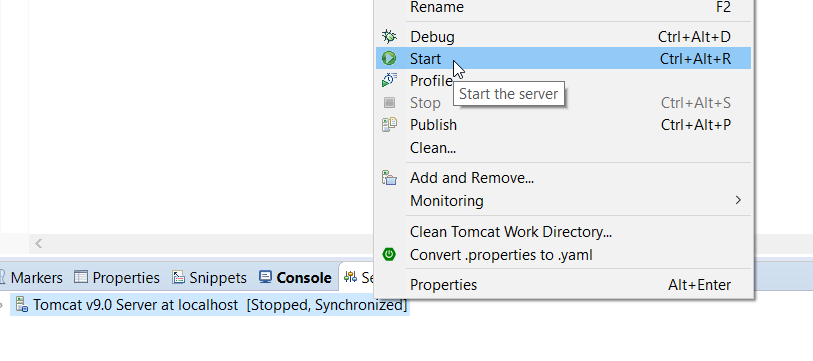 Rename F2
Debug Ctrl+Alt+D
Start Ctrl+Alt+R
Profile
Start the server
Stop Ctrl+Alt+S
Publish Ctrl+Alt+P
Clean...
Add and Remove...
Monitoring
Clean Tomcat Work Directory...
Convert .properties to .yaml
Properties Alt+Enter
Markers Properties Snippets Console Se
Tomcat v9.0 Server at localhost [Stopped, Synchronized]